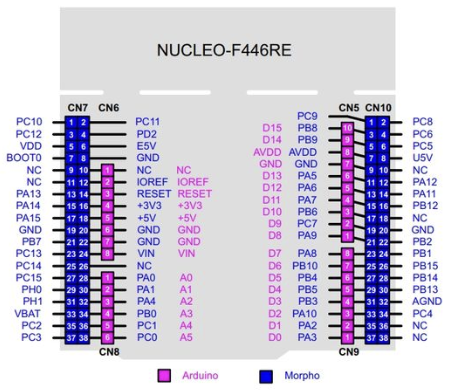 NUCLEO-F446RE
CN7 CN6 CN5 CN10
PC10 1 2 PC11 PC9 1 2 PC8
PC12 3 4 PD2 D15 PB8 10 3 4 PC6
VDD 5 6 E5V D14 PB9 9 5 6 PC5
BOOT0 7 8 GND AVDD AVDD 8 7 8 U5V
NC 9 10 1 NC NC GND GND 7 9 10 NC
NC 11 12 2 IOREF IOREF D13 PA5 6 11 12 PA12
PA13 13 14 3 RESET RESET D12 PA6 5 13 14 PA11
PA14 15 16 4 +3V3 +3V3 D11 PA7 4 15 16 PB12
PA15 17 18 5 +5V +5V D10 PB6 3 17 18 NC
GND 19 20 6 GND GND D9 PC7 2 19 20 GND
PB7 21 22 7 GND GND D8 PA9 1 21 22 PB2
PC13 23 24 8 VIN VIN D7 PA8 8 23 24 PB1
PC14 25 26 NC D6 PB10 7 25 26 PB15
PC15 27 28 1 PA0 A0 D5 PB4 6 27 28 PB14
PH0 29 30 2 PA1 A1 D4 PB5 5 29 30 PB13
PH1 31 32 3 PA4 A2 D3 PB3 4 31 32 AGND
VBAT 33 34 4 PB0 A3 D2 PA10 3 33 34 PC4
PC2 35 36 5 PC1 A4 D1 PA2 2 35 36 NC
PC3 37 38 6 PC0 A5 D0 PA3 1 37 38 NC
CN8 CN9
Arduino Morpho